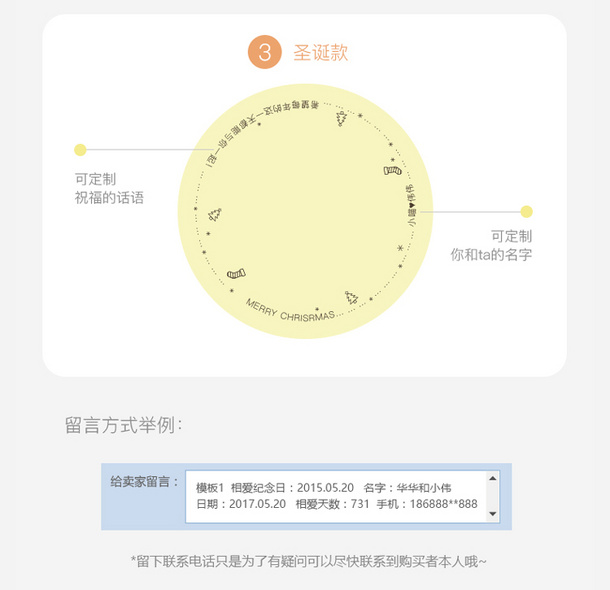 3 圣诞款
希望每年的这一天都能与你一起!
可定制
祝福的话语
小喵♥伟伟
可定制
你和ta的名字
MERRY CHRISRMAS
留言方式举例：
给卖家留言：
模板1 相爱纪念日：2015.05.20 名字：华华和小伟
日期：2017.05.20 相爱天数：731 手机：186888**888
*留下联系电话只是为了有疑问可以尽快联系到购买者本人哦~